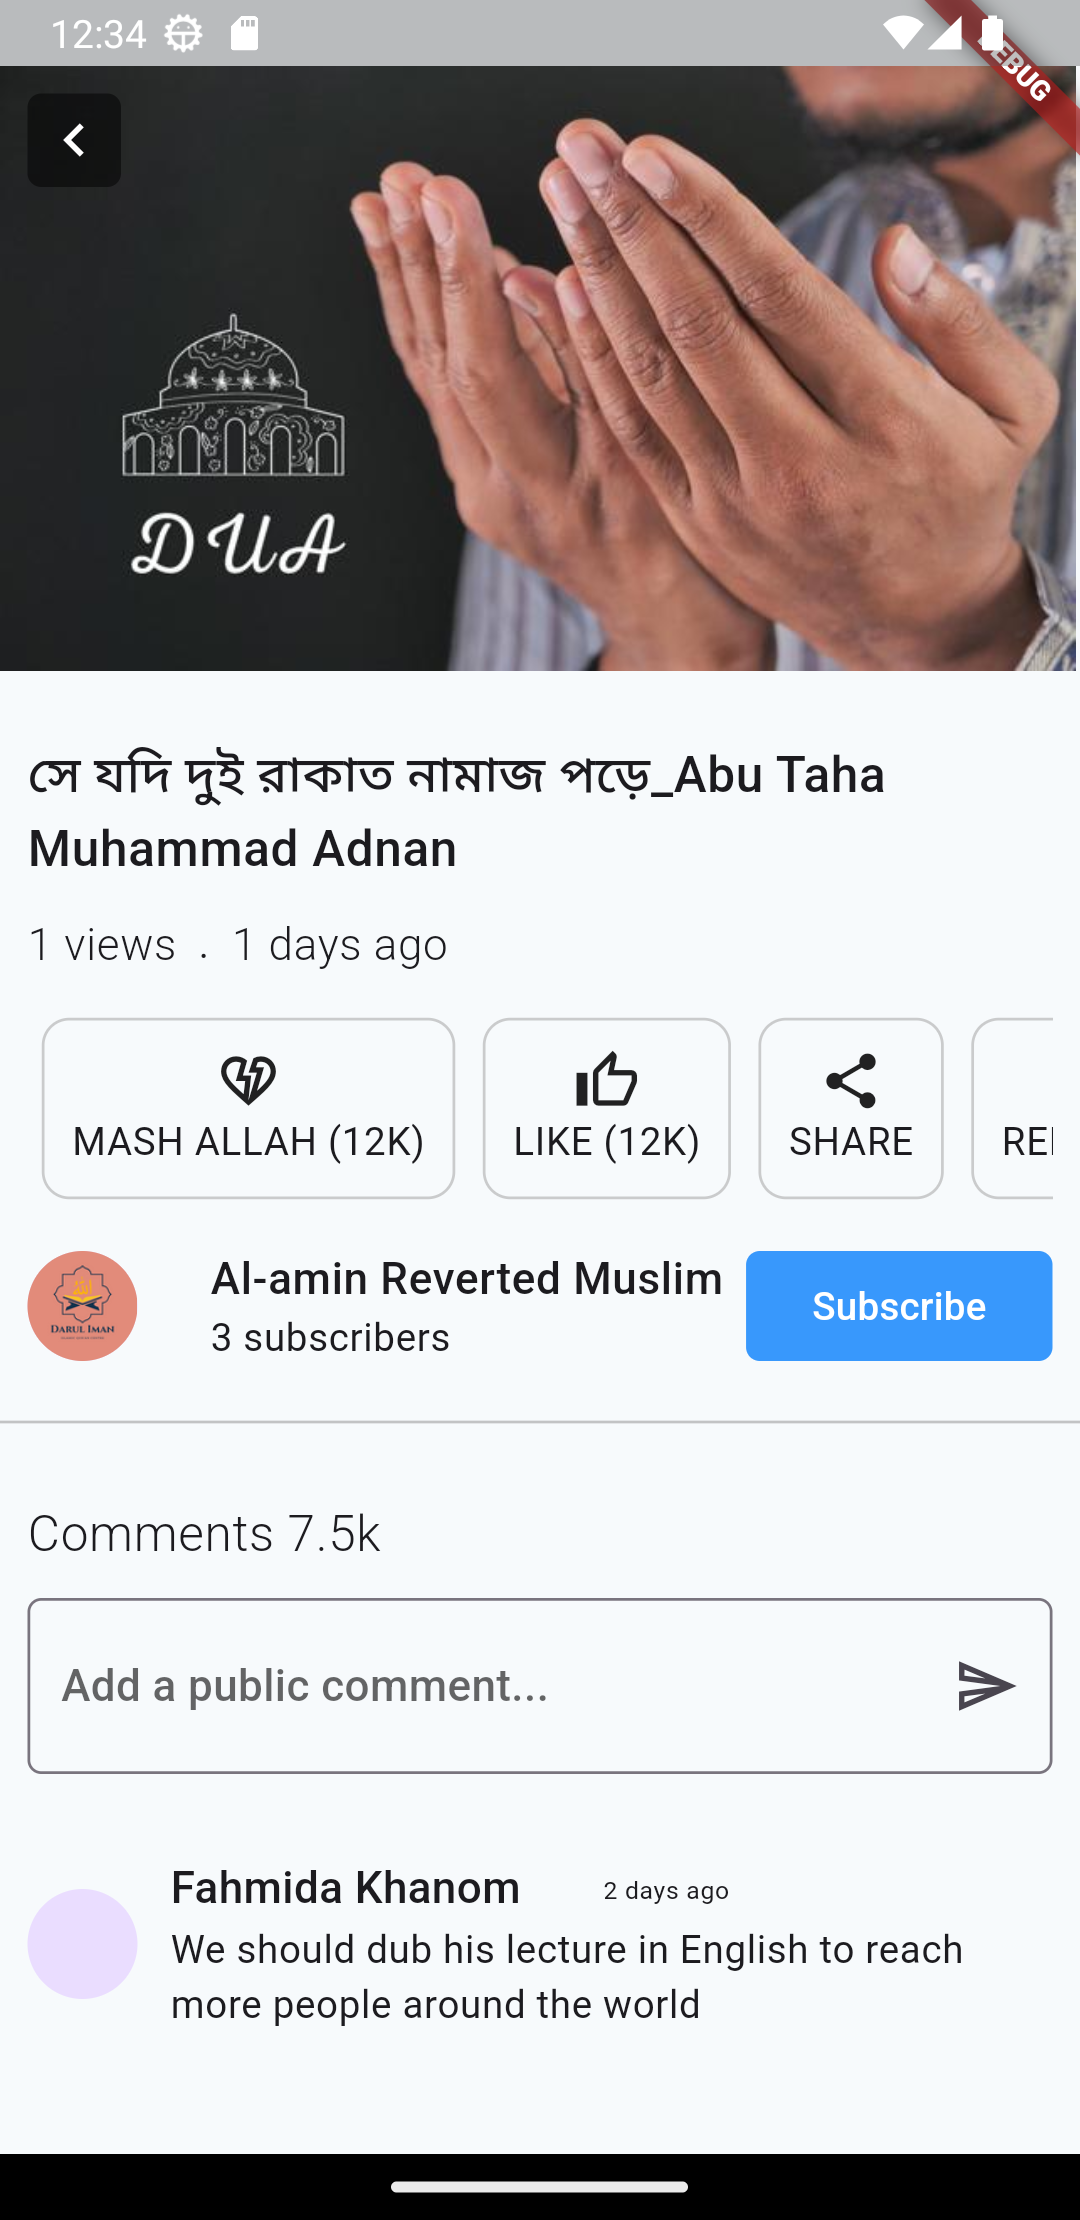 12:34
DEBUG
DUA
সে যদি দুই রাকাত নামাজ পড়ে_Abu Taha
Muhammad Adnan
1 views . 1 days ago
MASH ALLAH (12K)
LIKE (12K)
SHARE
Al-amin Reverted Muslim
3 subscribers
Subscribe
DARUL IMAN
Comments 7.5k
Add a public comment...
Fahmida Khanom
2 days ago
We should dub his lecture in English to reach
more people around the world